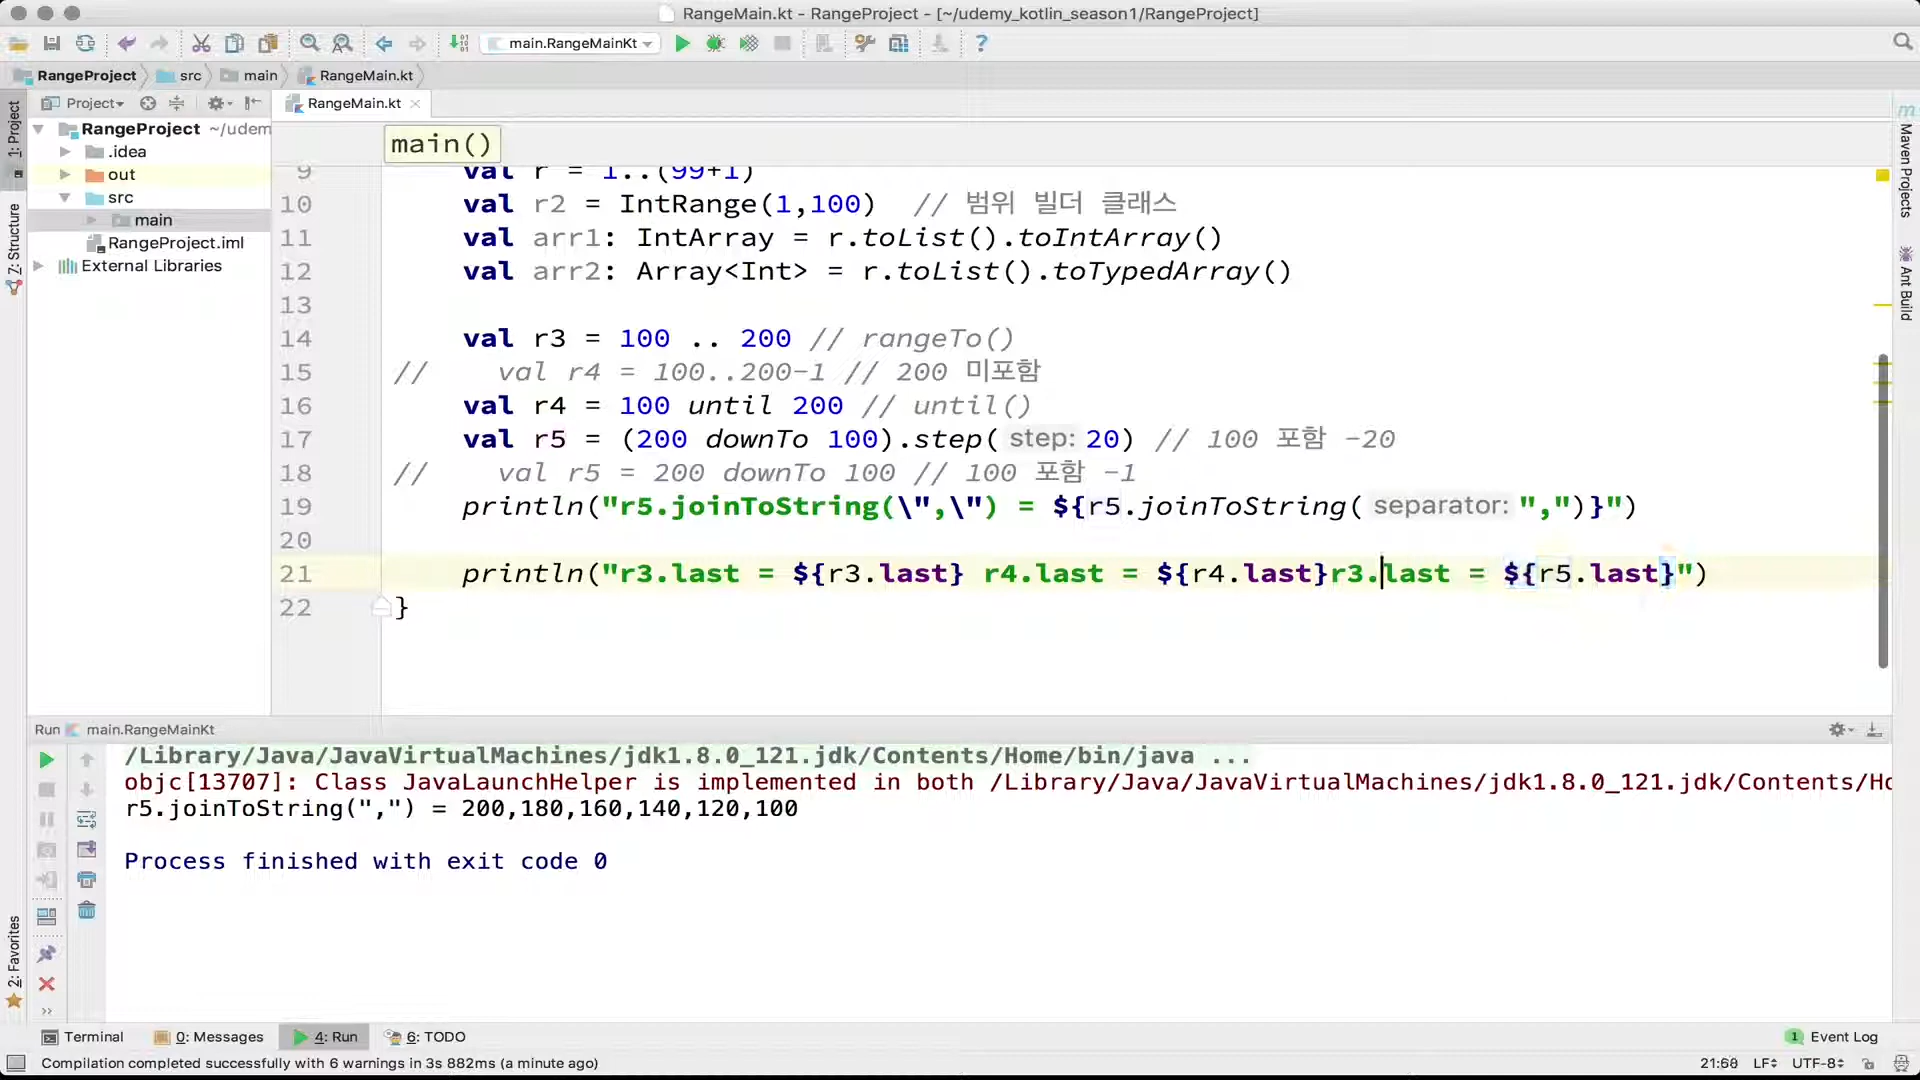 RangeMain.kt - RangeProject - [~/udemy_kotlin_season1/RangeProject]
main.RangeMainKt
RangeProject src main RangeMain.kt
1: Project
Z: Structure
2: Favorites
Project
RangeProject ~/udem
.idea
out
src
main
RangeProject.iml
External Libraries
RangeMain.kt
main()
9 val r = 1..(99+1)
10 val r2 = IntRange(1,100) // 범위 빌더 클래스
11 val arr1: IntArray = r.toList().toIntArray()
12 val arr2: Array<Int> = r.toList().toTypedArray()
13
14 val r3 = 100 .. 200 // rangeTo()
15 // val r4 = 100..200-1 // 200 미포함
16 val r4 = 100 until 200 // until()
17 val r5 = (200 downTo 100).step( step: 20) // 100 포함 -20
18 // val r5 = 200 downTo 100 // 100 포함 -1
19 println("r5.joinToString(\",\") = ${r5.joinToString( separator: ",")}")
20
21 println("r3.last = ${r3.last} r4.last = ${r4.last}r3.last = ${r5.last}")
22 }
m
Maven Projects
Ant Build
Run main.RangeMainKt
/Library/Java/JavaVirtualMachines/jdk1.8.0_121.jdk/Contents/Home/bin/java ...
objc[13707]: Class JavaLaunchHelper is implemented in both /Library/Java/JavaVirtualMachines/jdk1.8.0_121.jdk/Contents/Ho
r5.joinToString(",") = 200,180,160,140,120,100
Process finished with exit code 0
Terminal 0: Messages 4: Run 6: TODO 1 Event Log
Compilation completed successfully with 6 warnings in 3s 882ms (a minute ago) 21:60 LF UTF-8